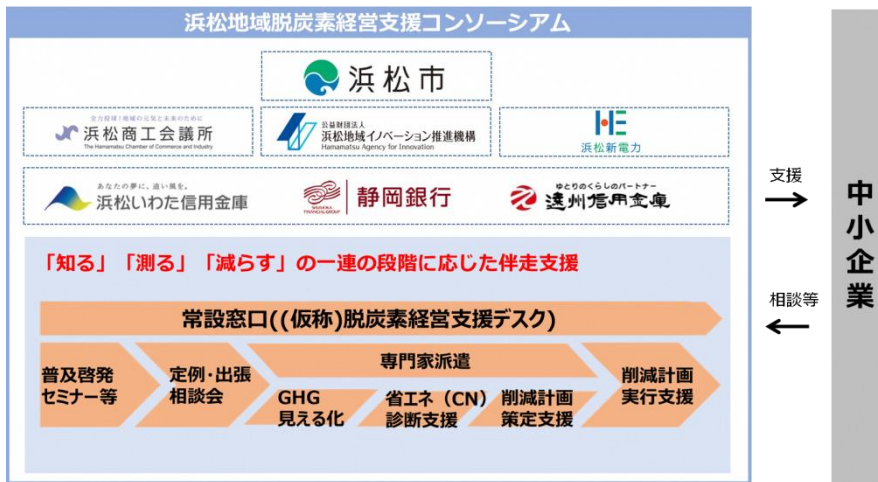 浜松地域脱炭素経営支援コンソーシアム
浜松市
全力前進!地域の元気と未来のために
浜松商工会議所
The Hamamatsu Chamber of Commerce and Industry
公益財団法人
浜松地域イノベーション推進機構
Hamamatsu Agency for Innovation
HE
浜松新電力
あなたの夢に、追い風を。
浜松いわた信用金庫
SHIZUOKA
FINANCIAL GROUP
静岡銀行
ゆとりのくらしのパートナー
遠州信用金庫
「知る」「測る」「減らす」の一連の段階に応じた伴走支援
常設窓口((仮称)脱炭素経営支援デスク)
普及啓発
セミナー等
定例・出張
相談会
専門家派遣
GHG
見える化
省エネ(CN)
診断支援
削減計画
策定支援
削減計画
実行支援
支援
相談等
中小企業